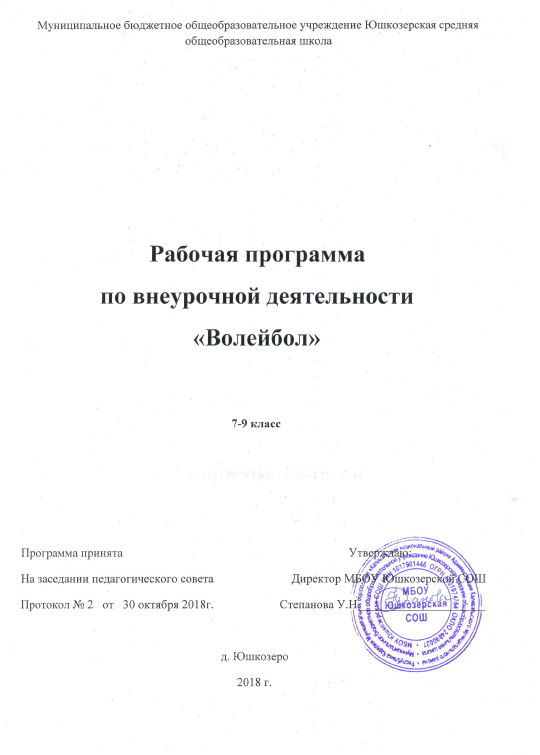 Муниципальное бюджетное общеобразовательное учреждение Юшкозерская средняя
общеобразовательная школа
Рабочая программа
по внеурочной деятельности
«Волейбол»
7-9 класс
Программа принята Утверждаю:
На заседании педагогического совета Директор МБОУ Юшкозерской СОШ
Протокол № 2 от 30 октября 2018г. Степанова У.Н.
МБОУ
Юшкозерская
СОШ
д. Юшкозеро
2018 г.